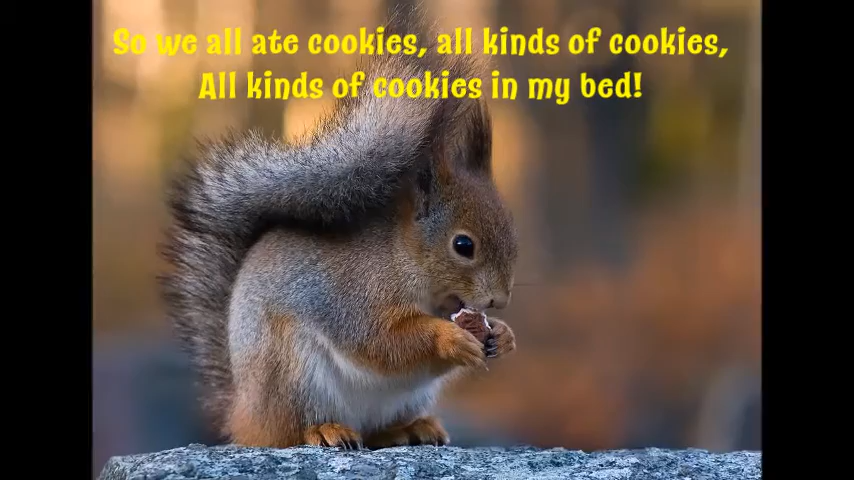 So we all ate cookies, all kinds of cookies,
All kinds of cookies in my bed!